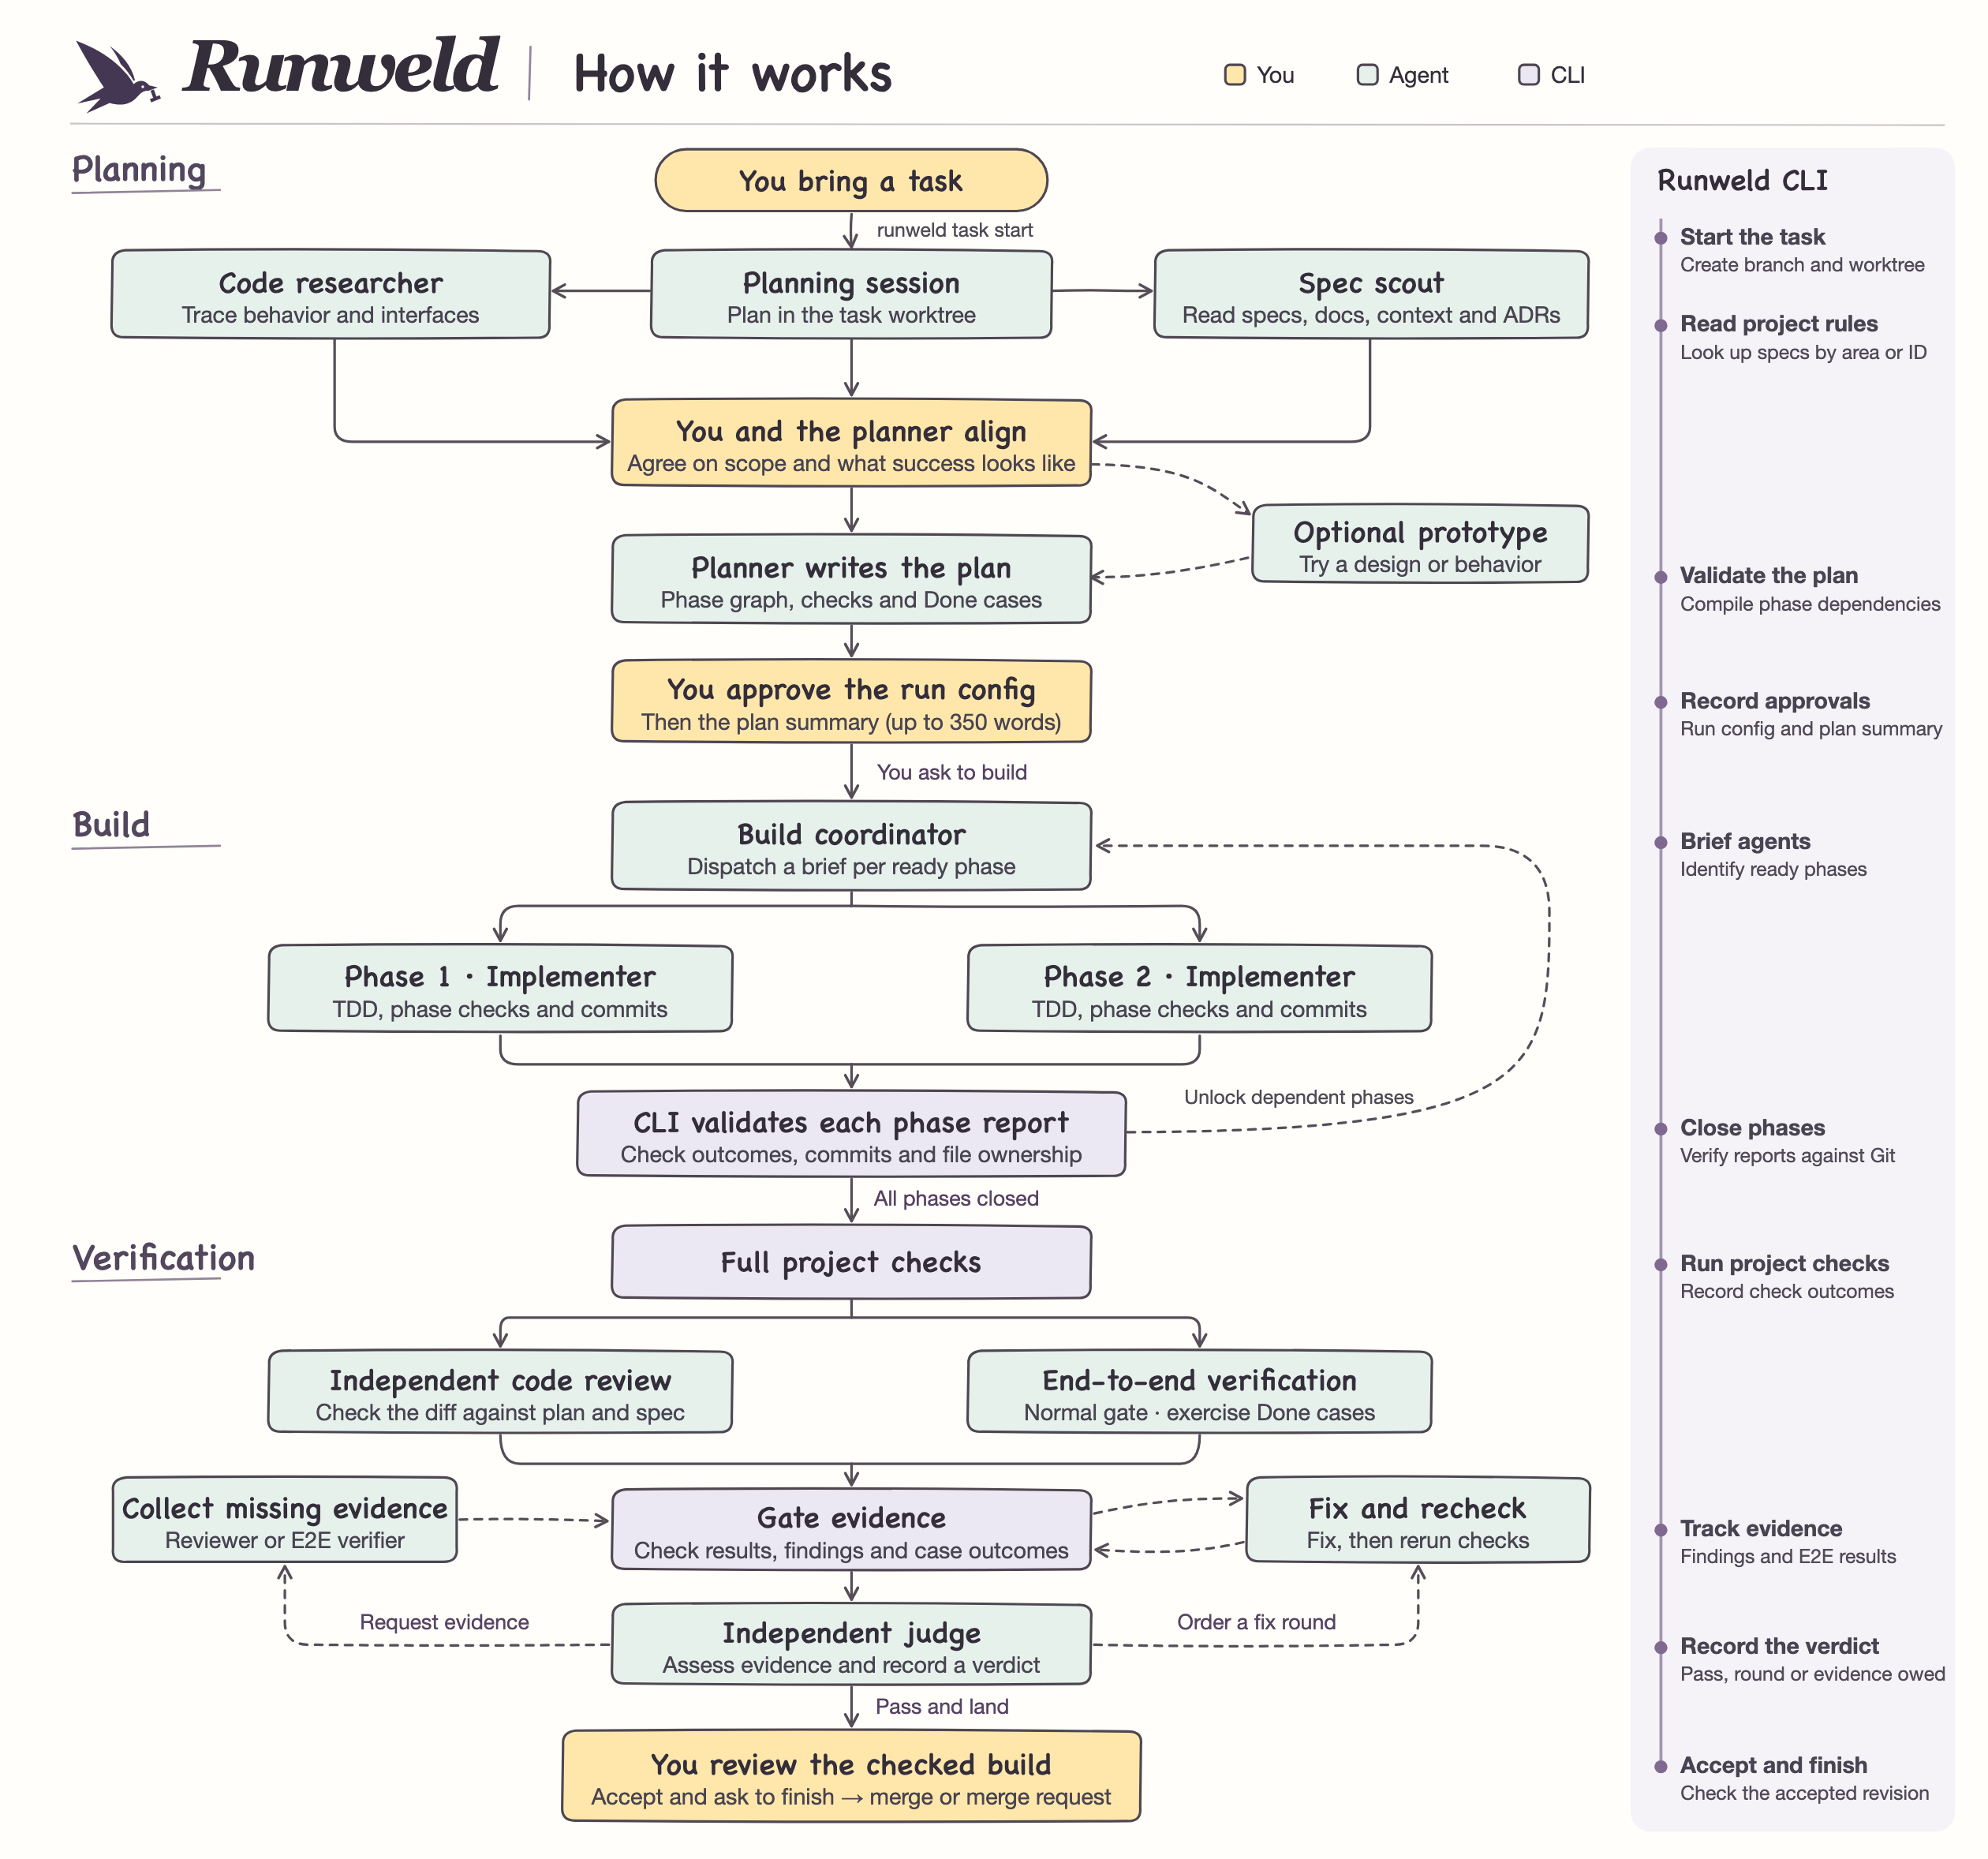 Runweld
How it works
You
Agent
CLI
Planning
You bring a task
runweld task start
Code researcher
Trace behavior and interfaces
Planning session
Plan in the task worktree
Spec scout
Read specs, docs, context and ADRs
You and the planner align
Agree on scope and what success looks like
Optional prototype
Try a design or behavior
Planner writes the plan
Phase graph, checks and Done cases
You approve the run config
Then the plan summary (up to 350 words)
You ask to build
Build
Build coordinator
Dispatch a brief per ready phase
Phase 1 · Implementer
TDD, phase checks and commits
Phase 2 · Implementer
TDD, phase checks and commits
CLI validates each phase report
Check outcomes, commits and file ownership
Unlock dependent phases
All phases closed
Verification
Full project checks
Independent code review
Check the diff against plan and spec
End-to-end verification
Normal gate · exercise Done cases
Collect missing evidence
Reviewer or E2E verifier
Gate evidence
Check results, findings and case outcomes
Fix and recheck
Fix, then rerun checks
Request evidence
Independent judge
Assess evidence and record a verdict
Order a fix round
Pass and land
You review the checked build
Accept and ask to finish → merge or merge request
Runweld CLI
Start the task
Create branch and worktree
Read project rules
Look up specs by area or ID
Validate the plan
Compile phase dependencies
Record approvals
Run config and plan summary
Brief agents
Identify ready phases
Close phases
Verify reports against Git
Run project checks
Record check outcomes
Track evidence
Findings and E2E results
Record the verdict
Pass, round or evidence owed
Accept and finish
Check the accepted revision